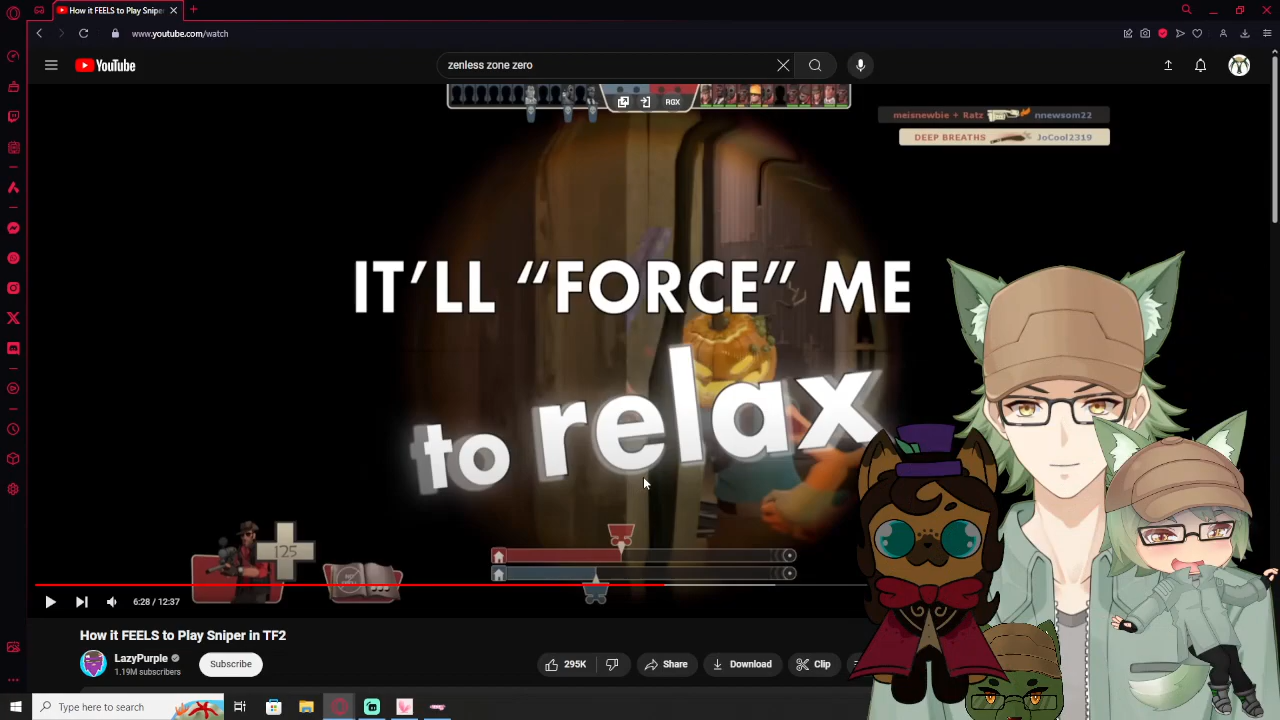 How it FEELS to Play Sniper
www.youtube.com/watch
YouTube
zenless zone zero
RGX
meisnewbie + Ratz nnewsom22
DEEP BREATHS JoCool2319
IT'LL “FORCE” ME
to relax
125
6:28 / 12:37
How it FEELS to Play Sniper in TF2
LazyPurple
1.19M subscribers
Subscribe
295K
Share
Download
Clip
Type here to search